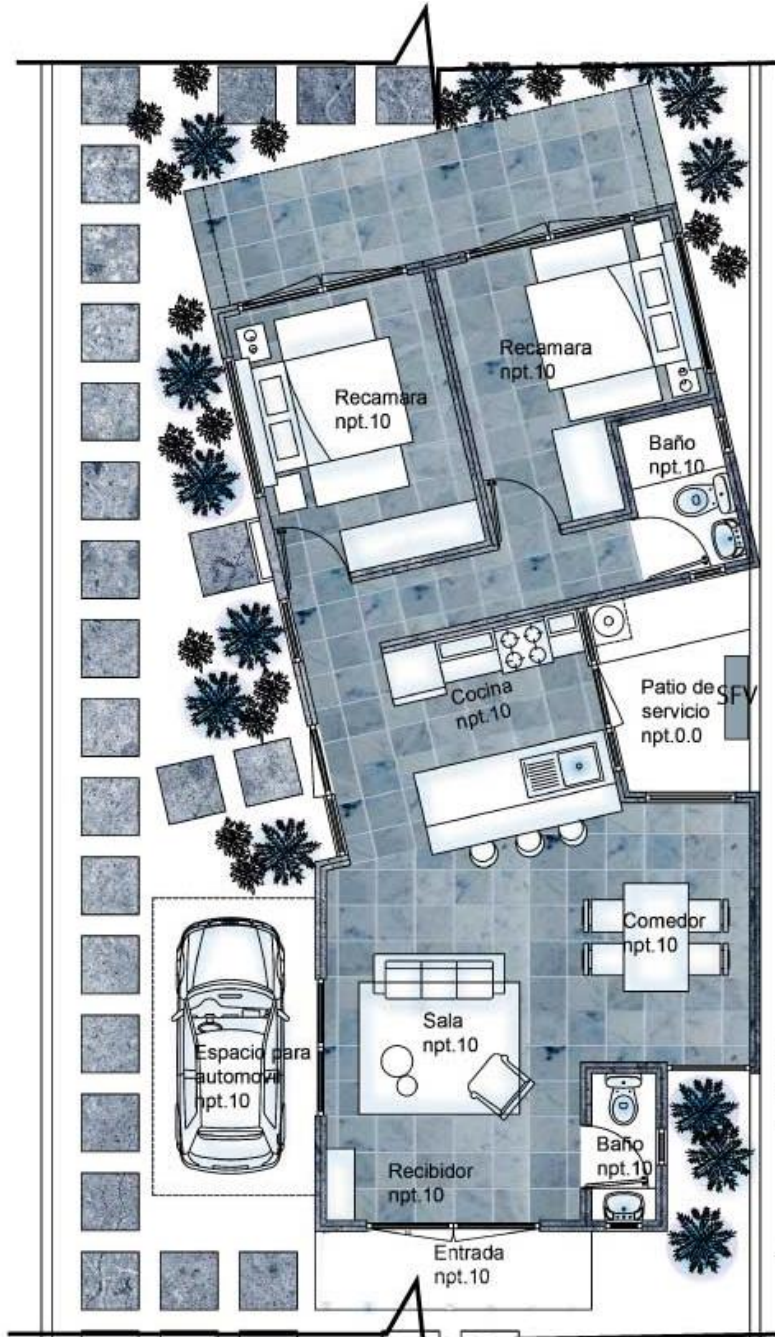 Recamara
npt.10
Recamara
npt.10
Baño
npt.10
Cocina
npt.10
Patio de
servicio
npt.0.0
SFV
Comedor
npt.10
Sala
npt.10
Espacio para
automovil
npt.10
Baño
npt.10
Recibidor
npt.10
Entrada
npt.10